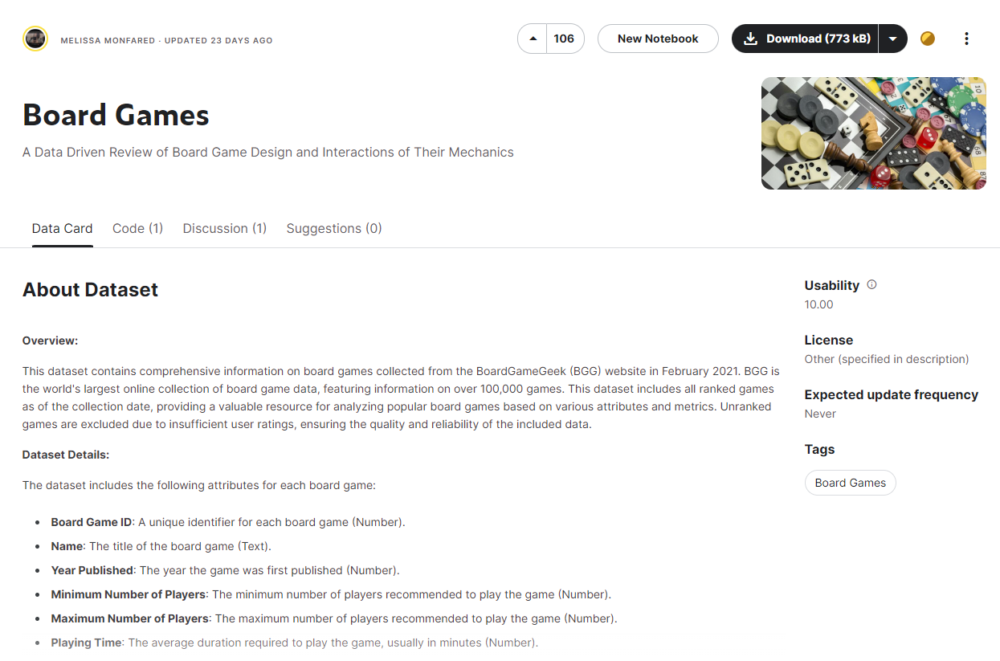 MELISSA MONFARED · UPDATED 23 DAYS AGO
106
New Notebook
Download (773 kB)
Board Games
A Data Driven Review of Board Game Design and Interactions of Their Mechanics
Data Card
Code (1)
Discussion (1)
Suggestions (0)
About Dataset
Overview:
This dataset contains comprehensive information on board games collected from the BoardGameGeek (BGG) website in February 2021. BGG is
the world's largest online collection of board game data, featuring information on over 100,000 games. This dataset includes all ranked games
as of the collection date, providing a valuable resource for analyzing popular board games based on various attributes and metrics. Unranked
games are excluded due to insufficient user ratings, ensuring the quality and reliability of the included data.
Dataset Details:
The dataset includes the following attributes for each board game:
• Board Game ID: A unique identifier for each board game (Number).
• Name: The title of the board game (Text).
• Year Published: The year the game was first published (Number).
• Minimum Number of Players: The minimum number of players recommended to play the game (Number).
• Maximum Number of Players: The maximum number of players recommended to play the game (Number).
• Playing Time: The average duration required to play the game, usually in minutes (Number).
Usability
10.00
License
Other (specified in description)
Expected update frequency
Never
Tags
Board Games